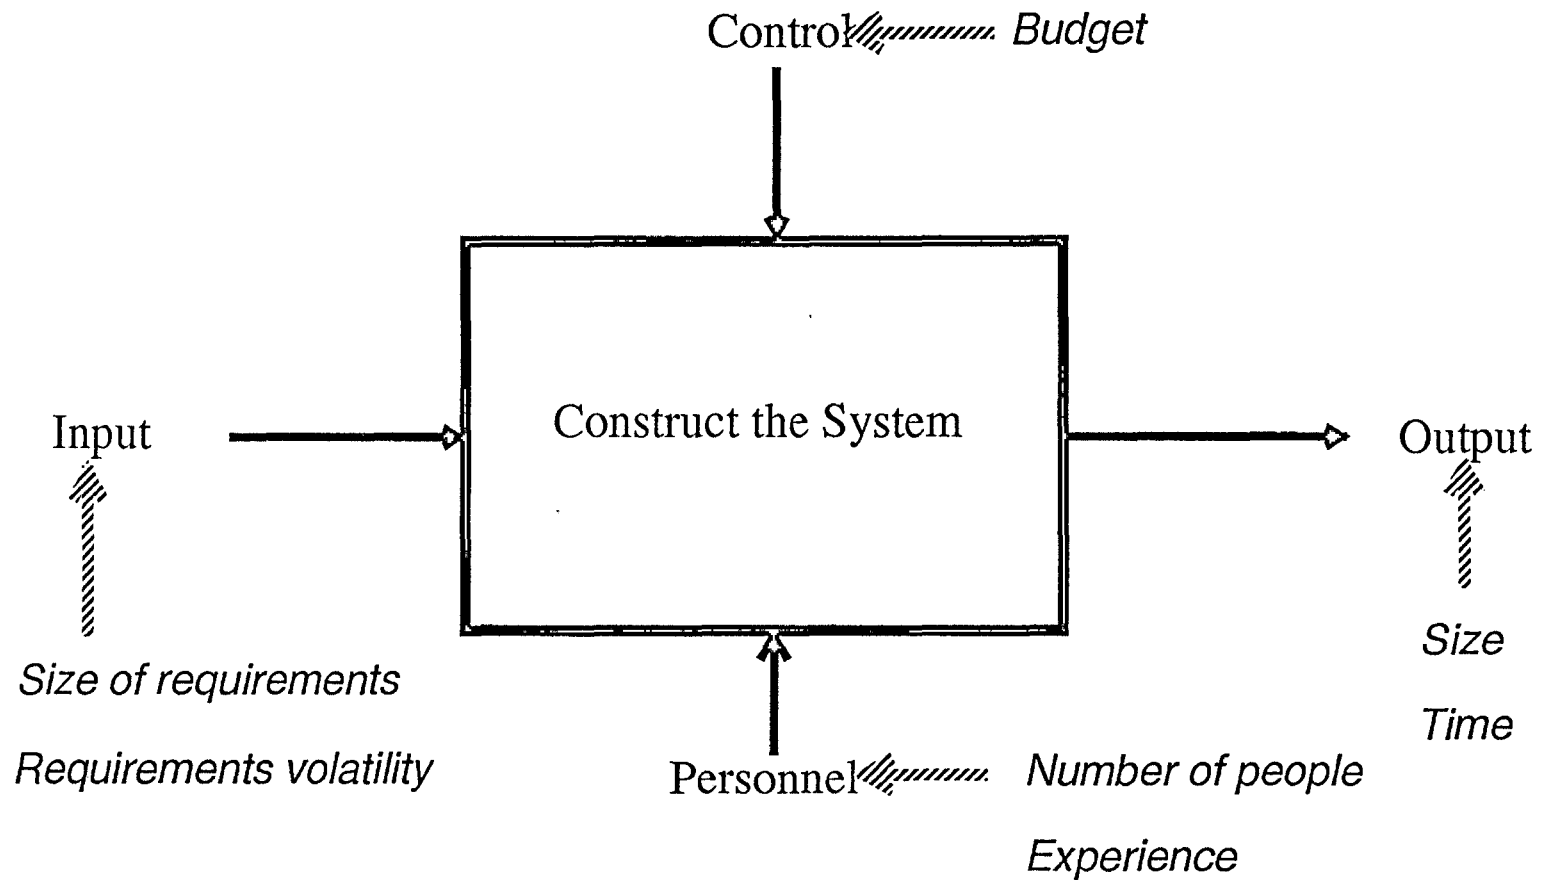 Control
Budget
Input
Construct the System
Output
Size of requirements
Requirements volatility
Size
Time
Personnel
Number of people
Experience